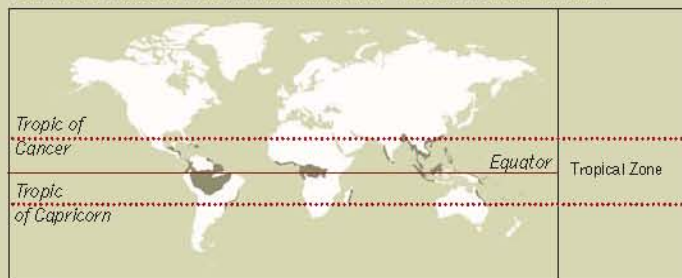 Tropic of
Cancer
Equator
Tropical Zone
Tropic
of Capricorn